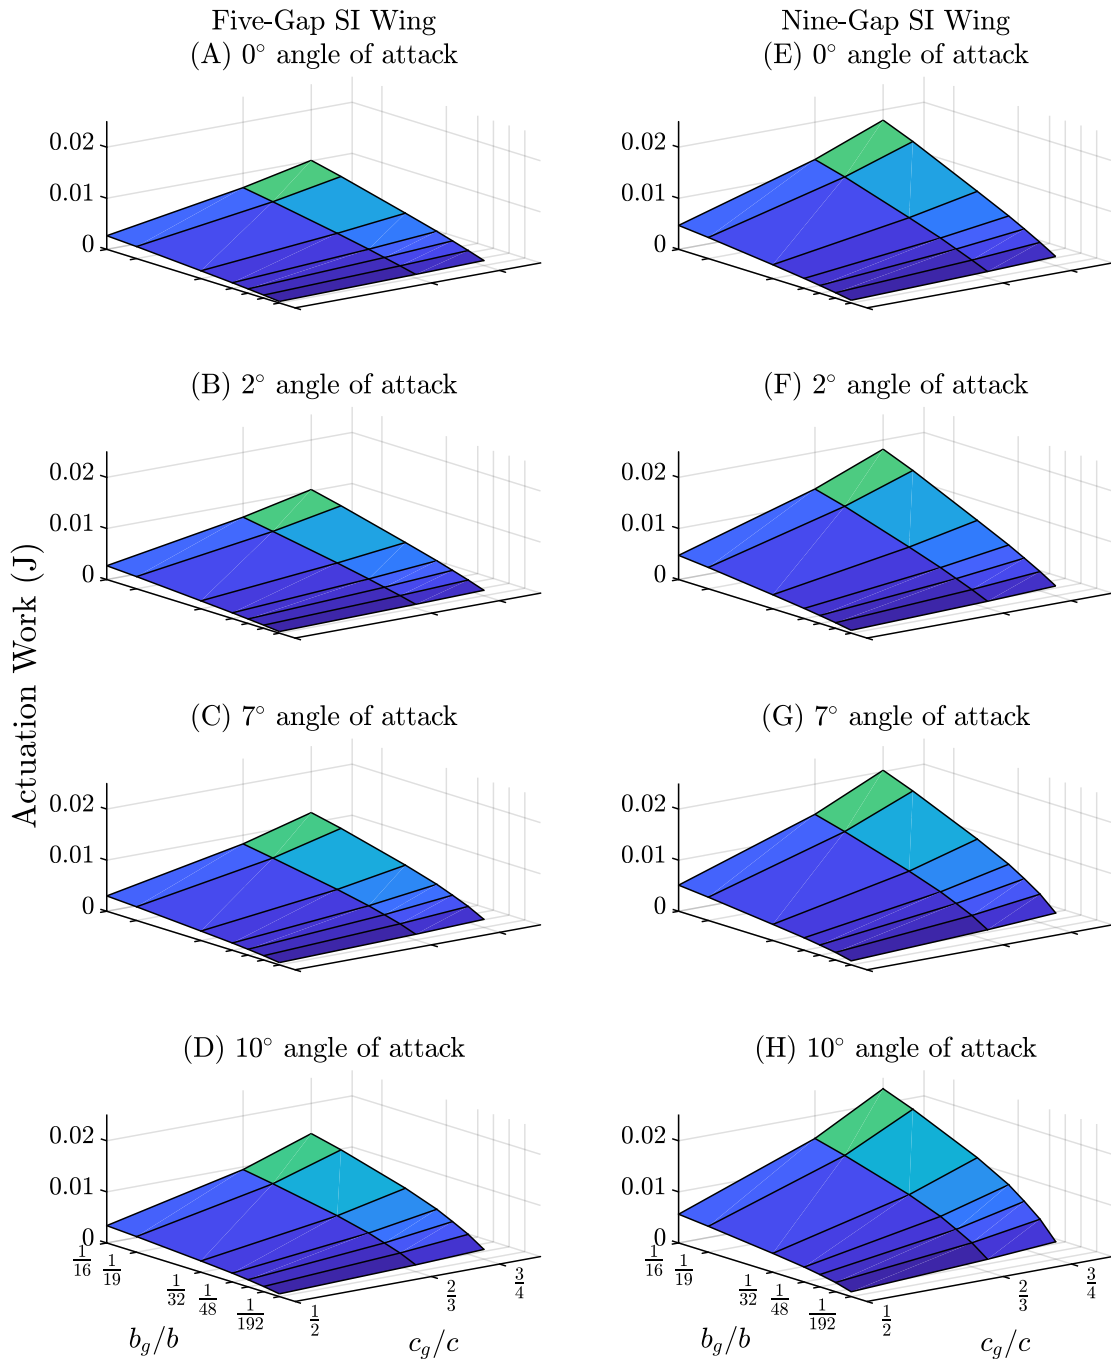 Five-Gap SI Wing
(A) 0° angle of attack
0.02
0.01
0
Nine-Gap SI Wing
(E) 0° angle of attack
0.02
0.01
0
(B) 2° angle of attack
0.02
0.01
0
(F) 2° angle of attack
0.02
0.01
0
Actuation Work (J)
(C) 7° angle of attack
0.02
0.01
0
(G) 7° angle of attack
0.02
0.01
0
(D) 10° angle of attack
0.02
0.01
0
1/16 1/19 1/32 1/48 1/192
1/2 2/3 3/4
b_g/b
c_g/c
(H) 10° angle of attack
0.02
0.01
0
1/16 1/19 1/32 1/48 1/192
1/2 2/3 3/4
b_g/b
c_g/c